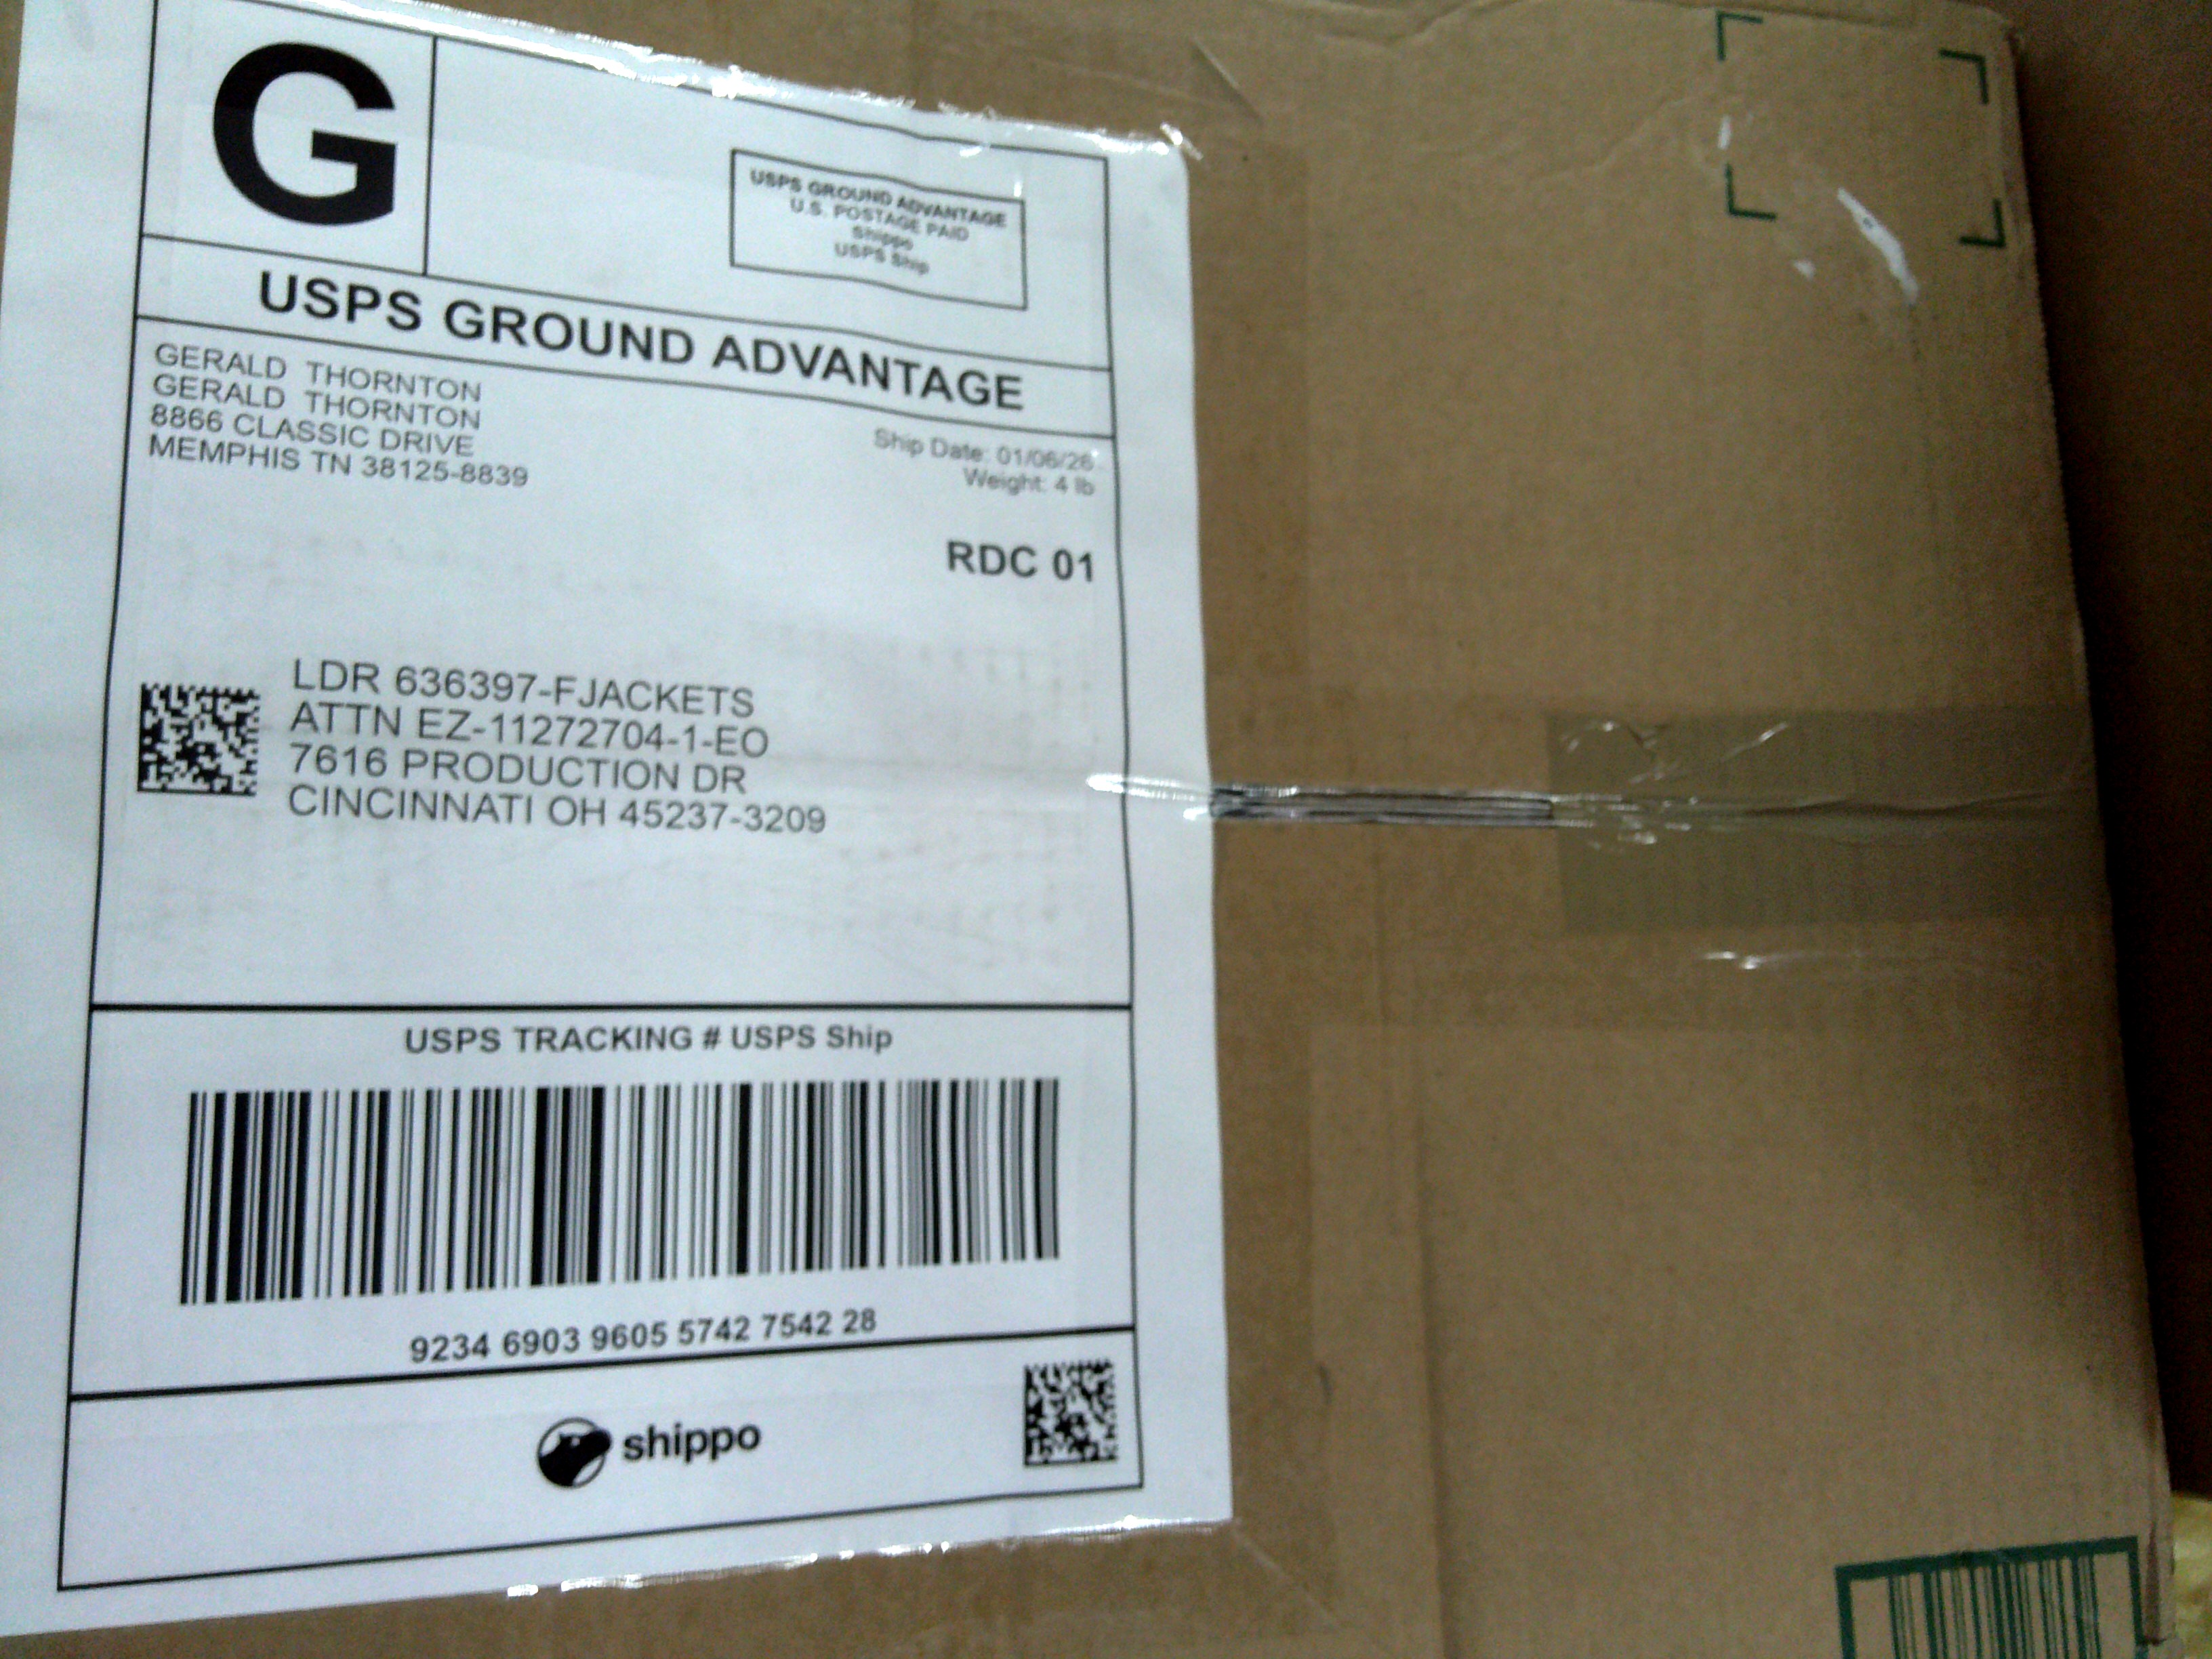 G
USPS GROUND ADVANTAGE
U.S. POSTAGE PAID
Shippo
USPS Ship
USPS GROUND ADVANTAGE
GERALD THORNTON
GERALD THORNTON
8866 CLASSIC DRIVE
MEMPHIS TN 38125-8839
Ship Date: 01/06/26
Weight: 4 lb
RDC 01
LDR 636397-FJACKETS
ATTN EZ-11272704-1-EO
7616 PRODUCTION DR
CINCINNATI OH 45237-3209
USPS TRACKING # USPS Ship
9234 6903 9605 5742 7542 28
shippo